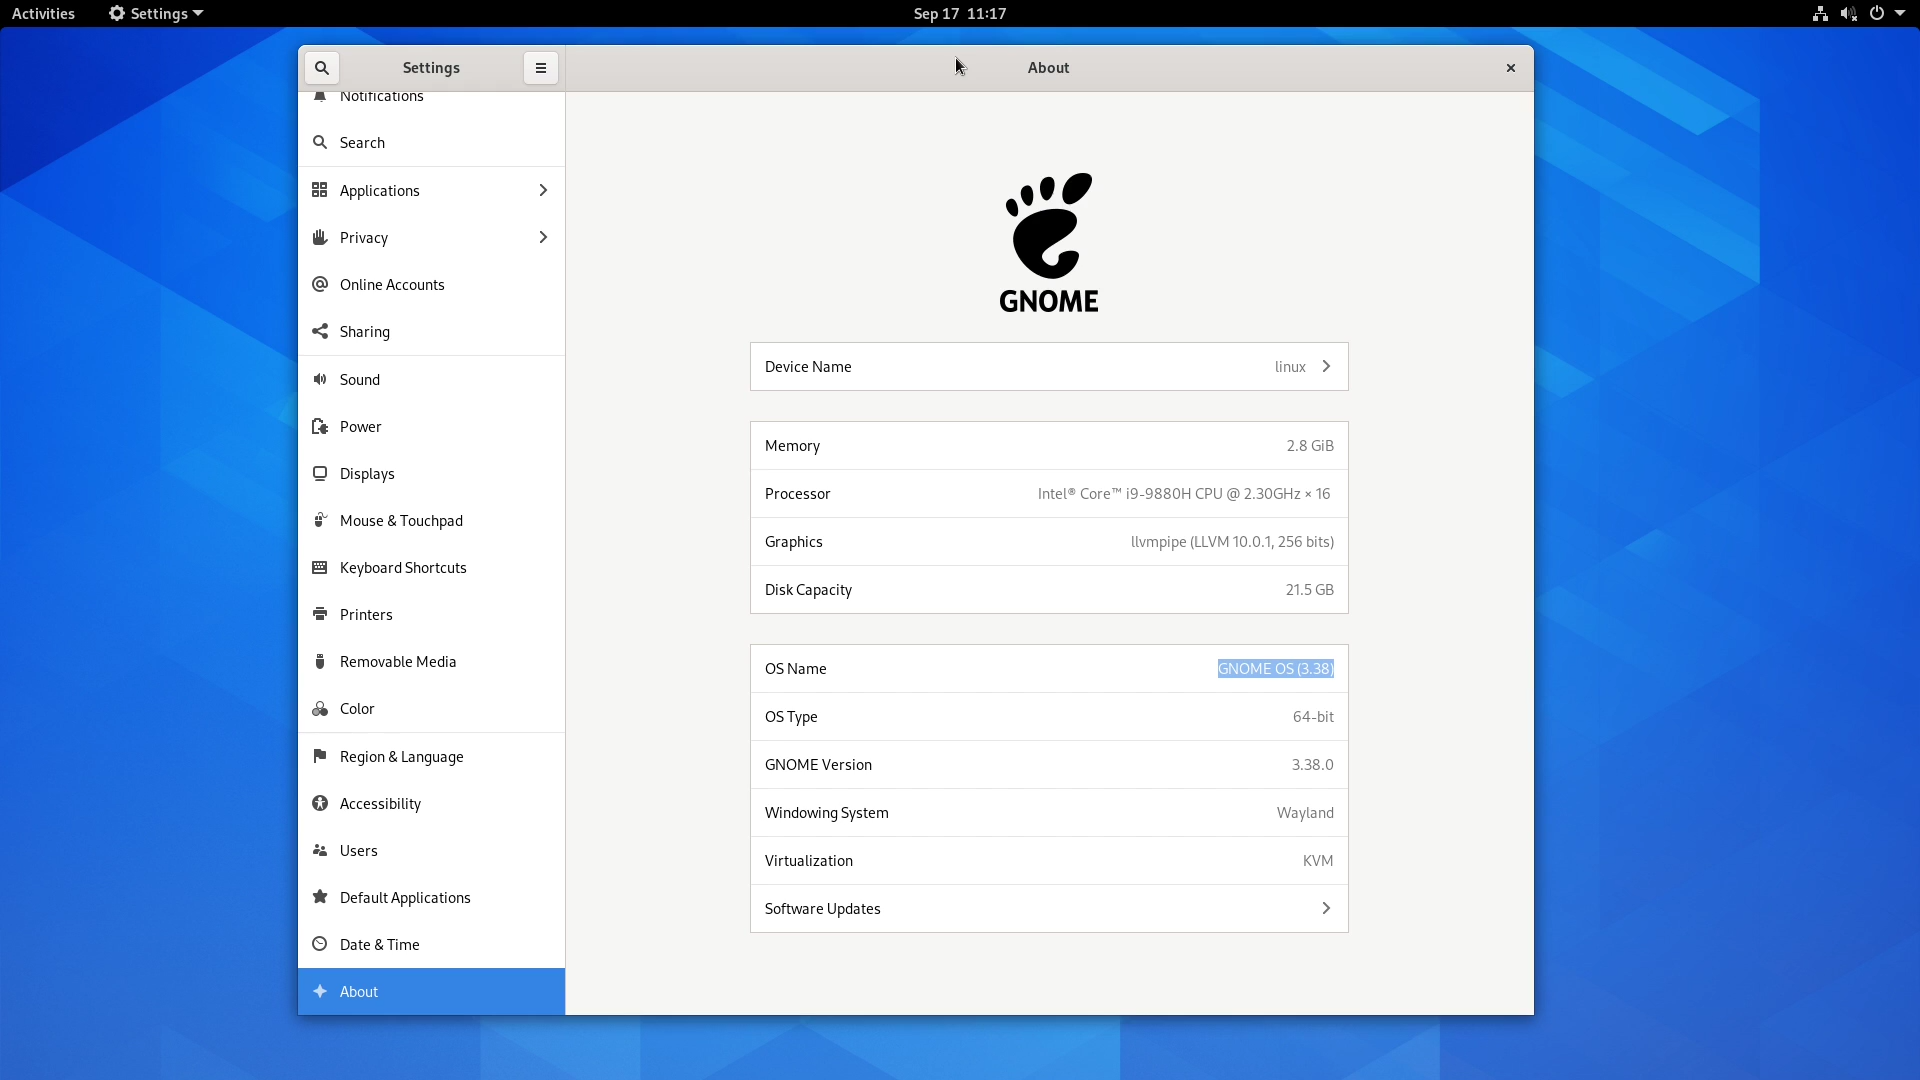 Activities
Settings
Sep 17 11:17
Settings
About
Notifications
Search
Applications
Privacy
Online Accounts
Sharing
Sound
Power
Displays
Mouse & Touchpad
Keyboard Shortcuts
Printers
Removable Media
Color
Region & Language
Accessibility
Users
Default Applications
Date & Time
About
GNOME
Device Name linux
Memory 2.8 GiB
Processor Intel® Core™ i9-9880H CPU @ 2.30GHz × 16
Graphics llvmpipe (LLVM 10.0.1, 256 bits)
Disk Capacity 21.5 GB
OS Name GNOME OS (3.38)
OS Type 64-bit
GNOME Version 3.38.0
Windowing System Wayland
Virtualization KVM
Software Updates